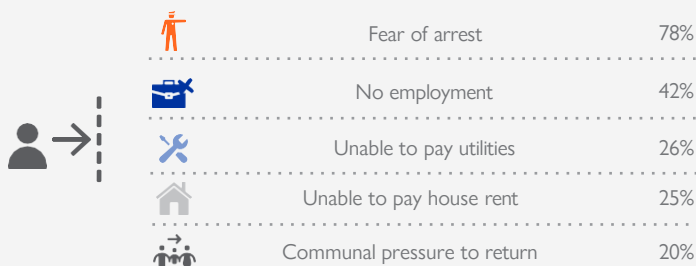 Fear of arrest 78%
No employment 42%
Unable to pay utilities 26%
Unable to pay house rent 25%
Communal pressure to return 20%